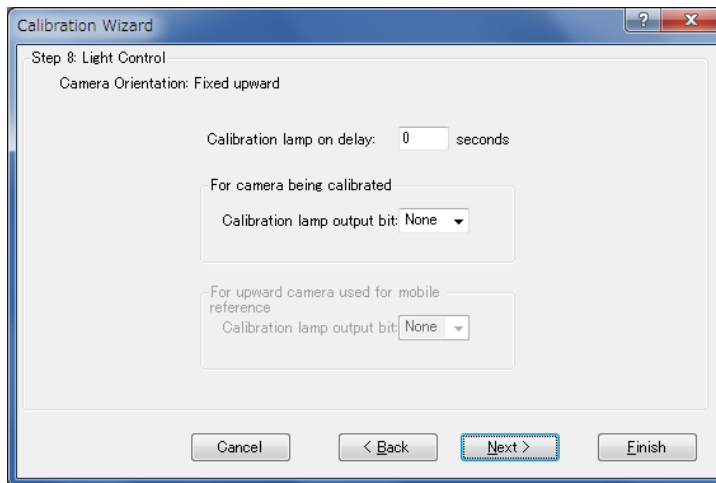 Calibration Wizard
Step 8: Light Control
Camera Orientation: Fixed upward
Calibration lamp on delay: 0 seconds
For camera being calibrated
Calibration lamp output bit: None
For upward camera used for mobile
reference
Calibration lamp output bit: None
Cancel < Back Next > Finish